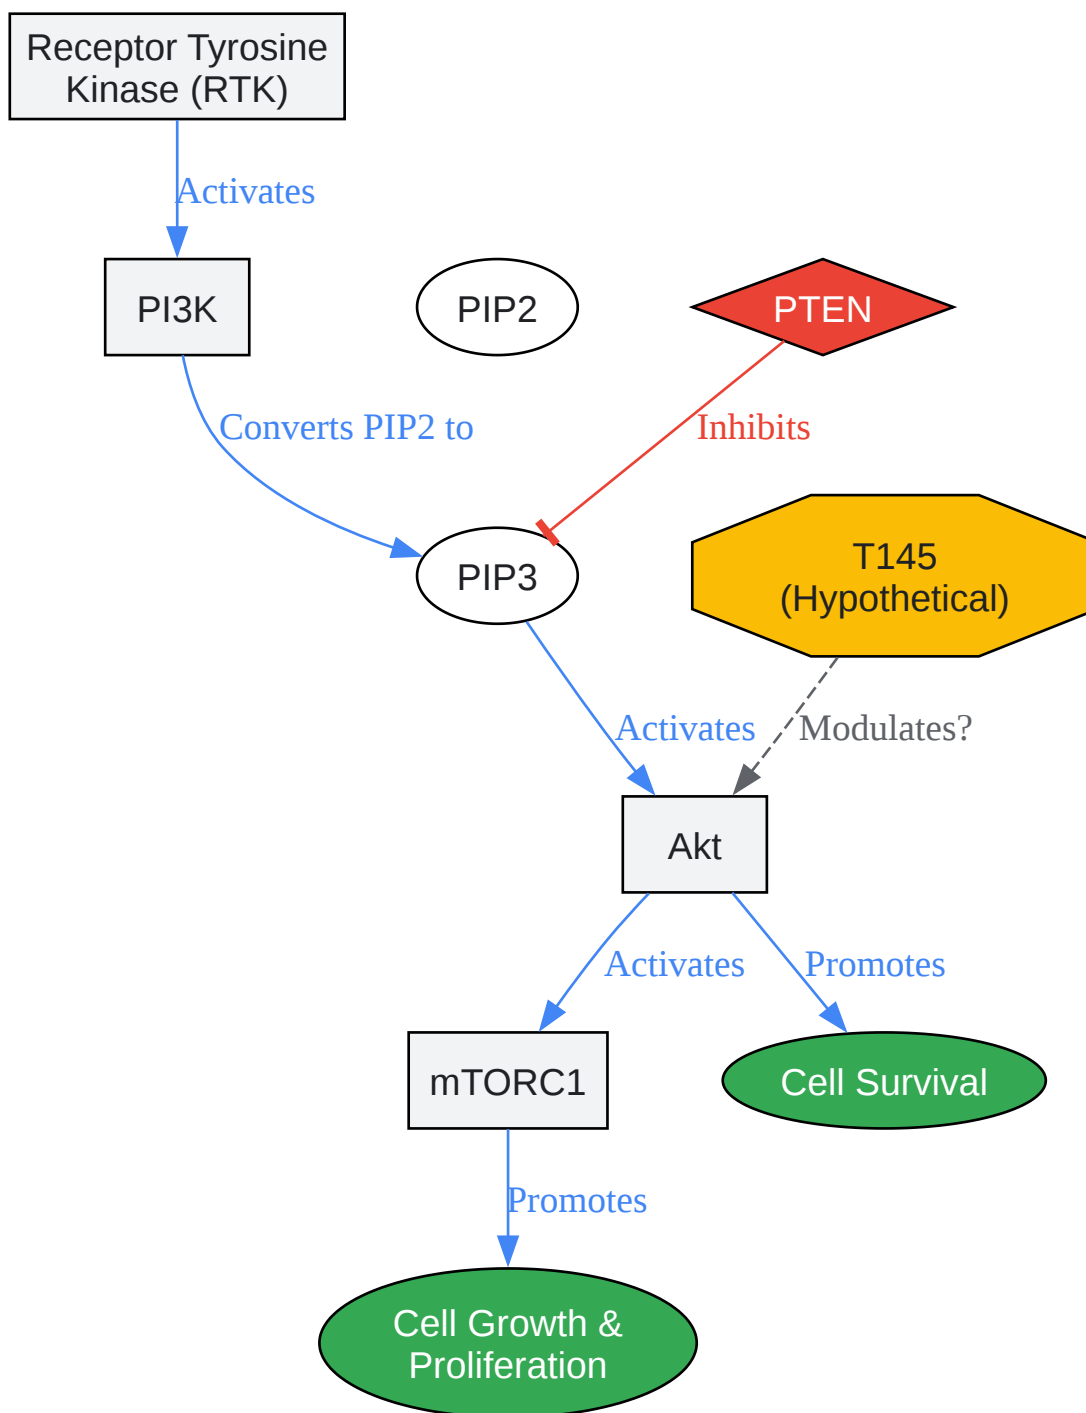 Receptor Tyrosine
Kinase (RTK)
Activates
PI3K
PIP2
PTEN
Converts PIP2 to
Inhibits
T145
(Hypothetical)
PIP3
Activates
Modulates?
Akt
Activates
Promotes
mTORC1
Cell Survival
Promotes
Cell Growth &
Proliferation